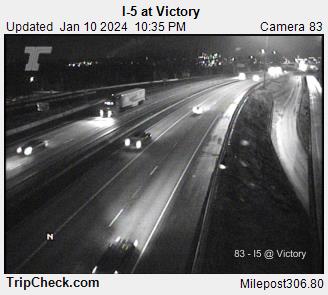 I-5 at Victory
Updated Jan 10 2024 10:35 PM Camera 83
T
N
83 - I5 @ Victory
TripCheck.com Milepost306.80